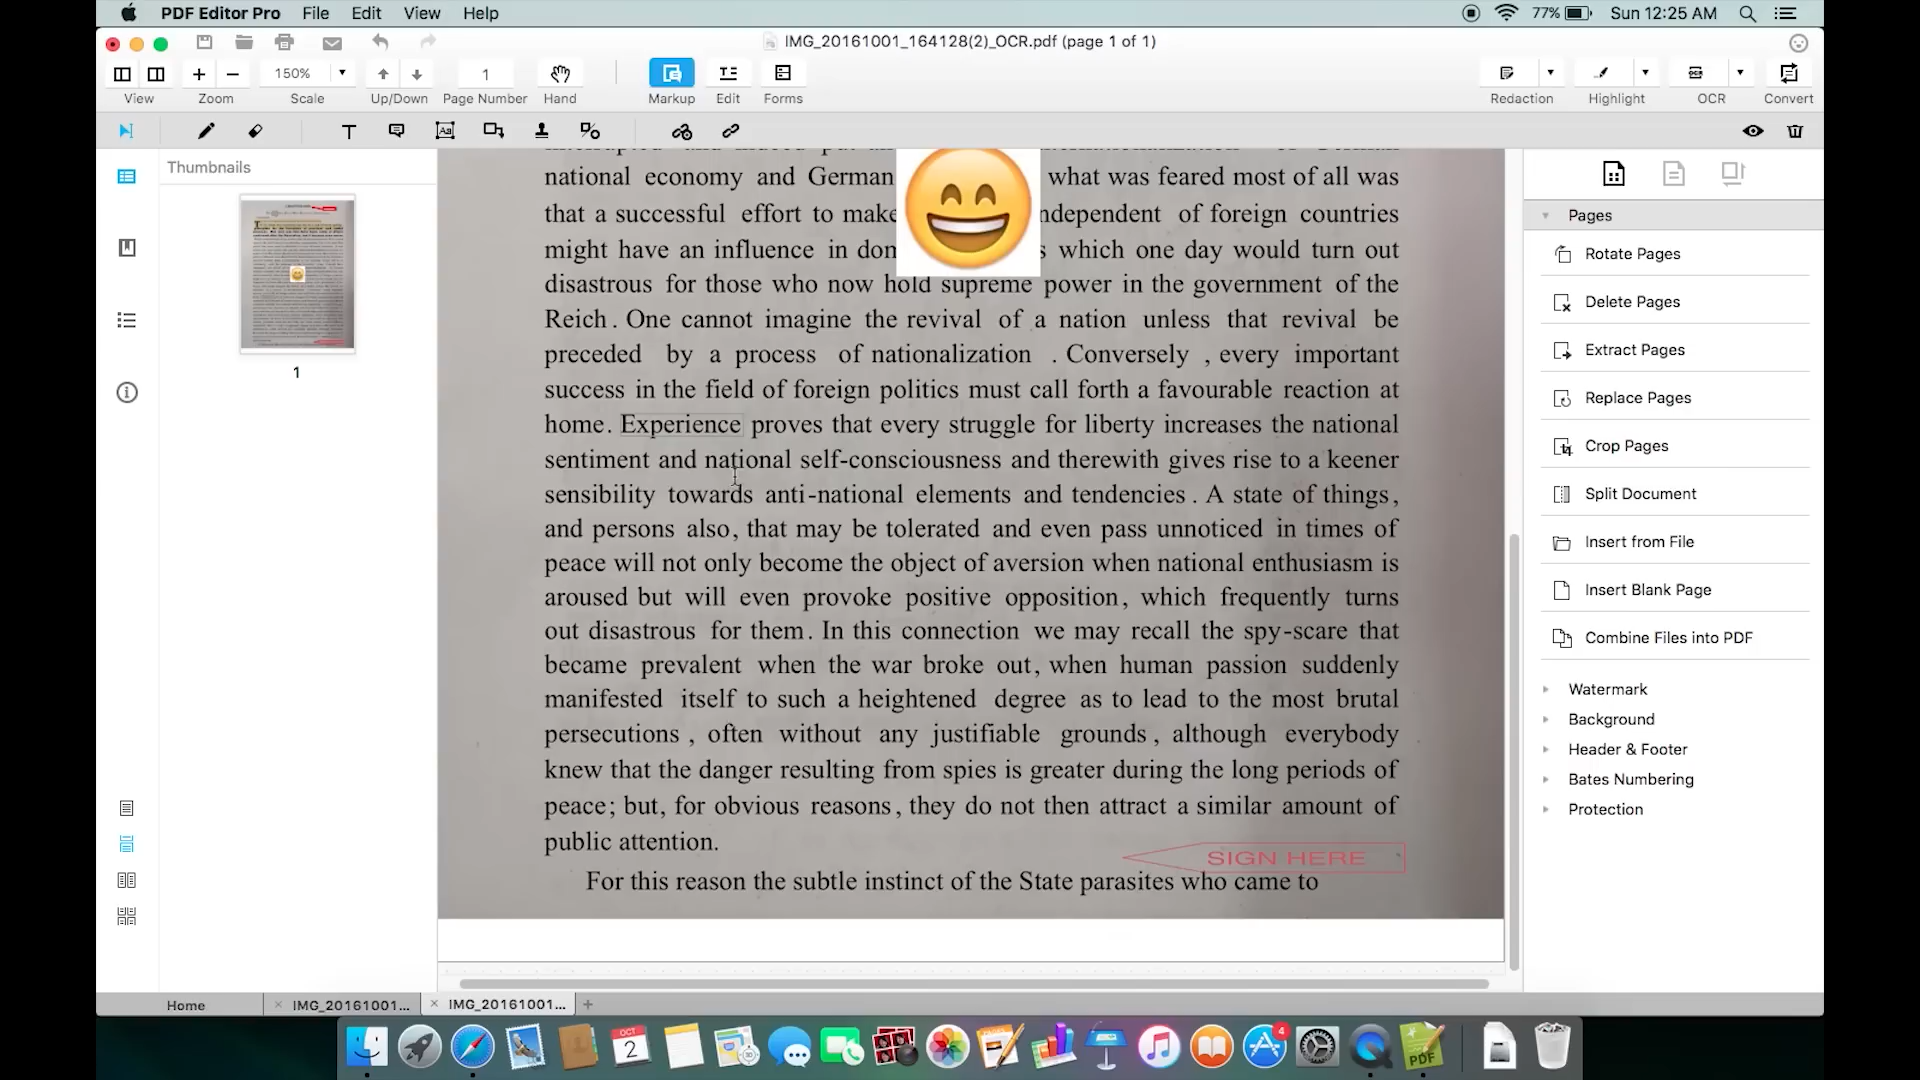 PDF Editor Pro File Edit View Help
77% Sun 12:25 AM
IMG_20161001_164128(2)_OCR.pdf (page 1 of 1)
150% 1
View Zoom Scale Up/Down Page Number Hand Markup Edit Forms Redaction Highlight OCR Convert
Thumbnails
1
national economy and German what was feared most of all was
that a successful effort to make ndependent of foreign countries
might have an influence in dom s which one day would turn out
disastrous for those who now hold supreme power in the government of the
Reich. One cannot imagine the revival of a nation unless that revival be
preceded by a process of nationalization . Conversely , every important
success in the field of foreign politics must call forth a favourable reaction at
home. Experience proves that every struggle for liberty increases the national
sentiment and national self-consciousness and therewith gives rise to a keener
sensibility towards anti-national elements and tendencies . A state of things,
and persons also, that may be tolerated and even pass unnoticed in times of
peace will not only become the object of aversion when national enthusiasm is
aroused but will even provoke positive opposition, which frequently turns
out disastrous for them. In this connection we may recall the spy-scare that
became prevalent when the war broke out, when human passion suddenly
manifested itself to such a heightened degree as to lead to the most brutal
persecutions , often without any justifiable grounds , although everybody
knew that the danger resulting from spies is greater during the long periods of
peace; but, for obvious reasons, they do not then attract a similar amount of
public attention.
SIGN HERE
For this reason the subtle instinct of the State parasites who came to
Pages
Rotate Pages
Delete Pages
Extract Pages
Replace Pages
Crop Pages
Split Document
Insert from File
Insert Blank Page
Combine Files into PDF
Watermark
Background
Header & Footer
Bates Numbering
Protection
Home IMG_20161001... IMG_20161001...
OCT
2
4
PDF